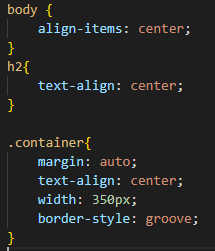 body {
    align-items: center;
}
h2{
    text-align: center;
}

.container{
    margin: auto;
    text-align: center;
    width: 350px;
    border-style: groove;
}